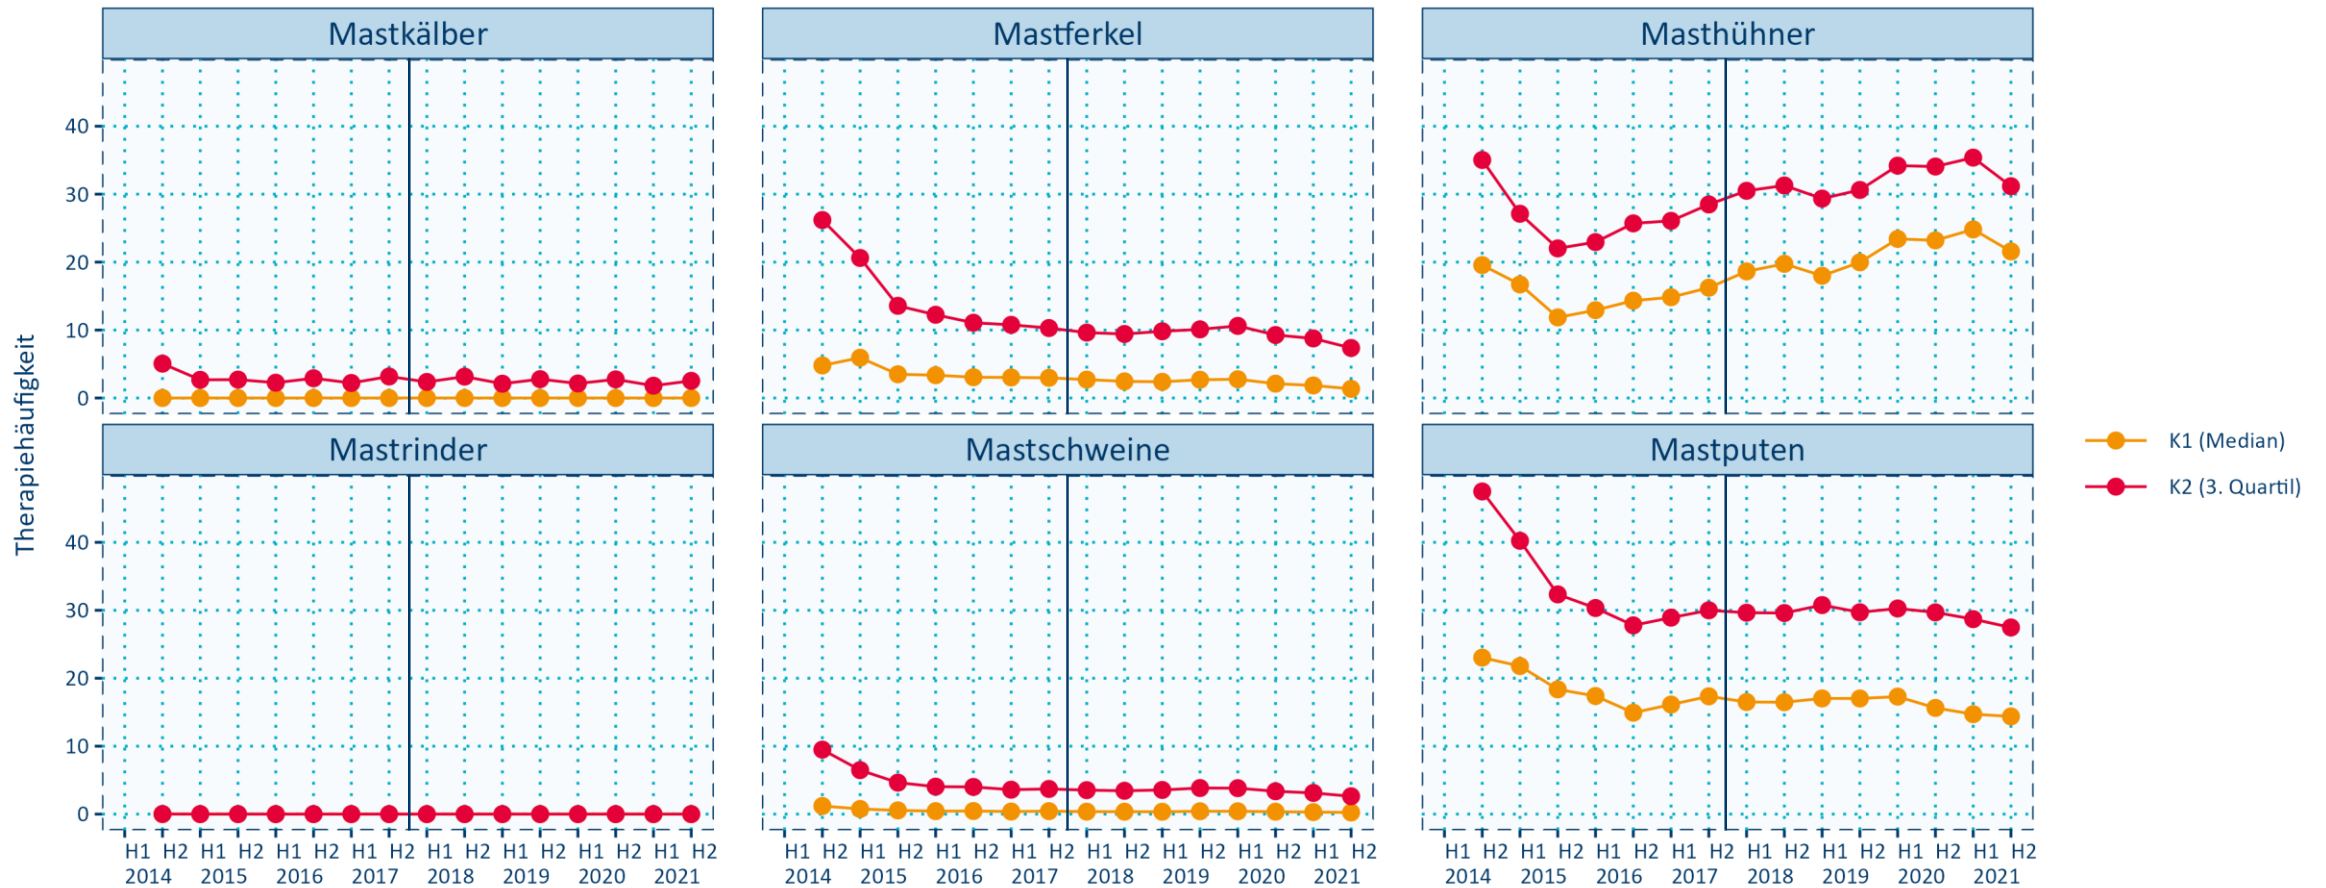 Mastkälber
Mastferkel
Masthühner
40
30
20
10
0
Therapiehäufigkeit
Mastrinder
Mastschweine
Mastputen
40
30
20
10
0
K1 (Median)
K2 (3. Quartil)
H1 H2 H1 H2 H1 H2 H1 H2 H1 H2 H1 H2 H1 H2 H1 H2
2014 2015 2016 2017 2018 2019 2020 2021
H1 H2 H1 H2 H1 H2 H1 H2 H1 H2 H1 H2 H1 H2 H1 H2
2014 2015 2016 2017 2018 2019 2020 2021
H1 H2 H1 H2 H1 H2 H1 H2 H1 H2 H1 H2 H1 H2 H1 H2
2014 2015 2016 2017 2018 2019 2020 2021